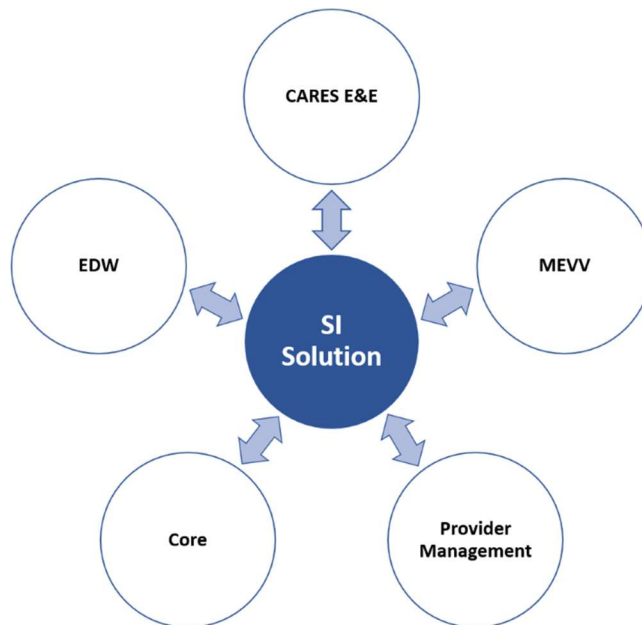 CARES E&E
EDW
MEVV
SI
Solution
Core
Provider
Management